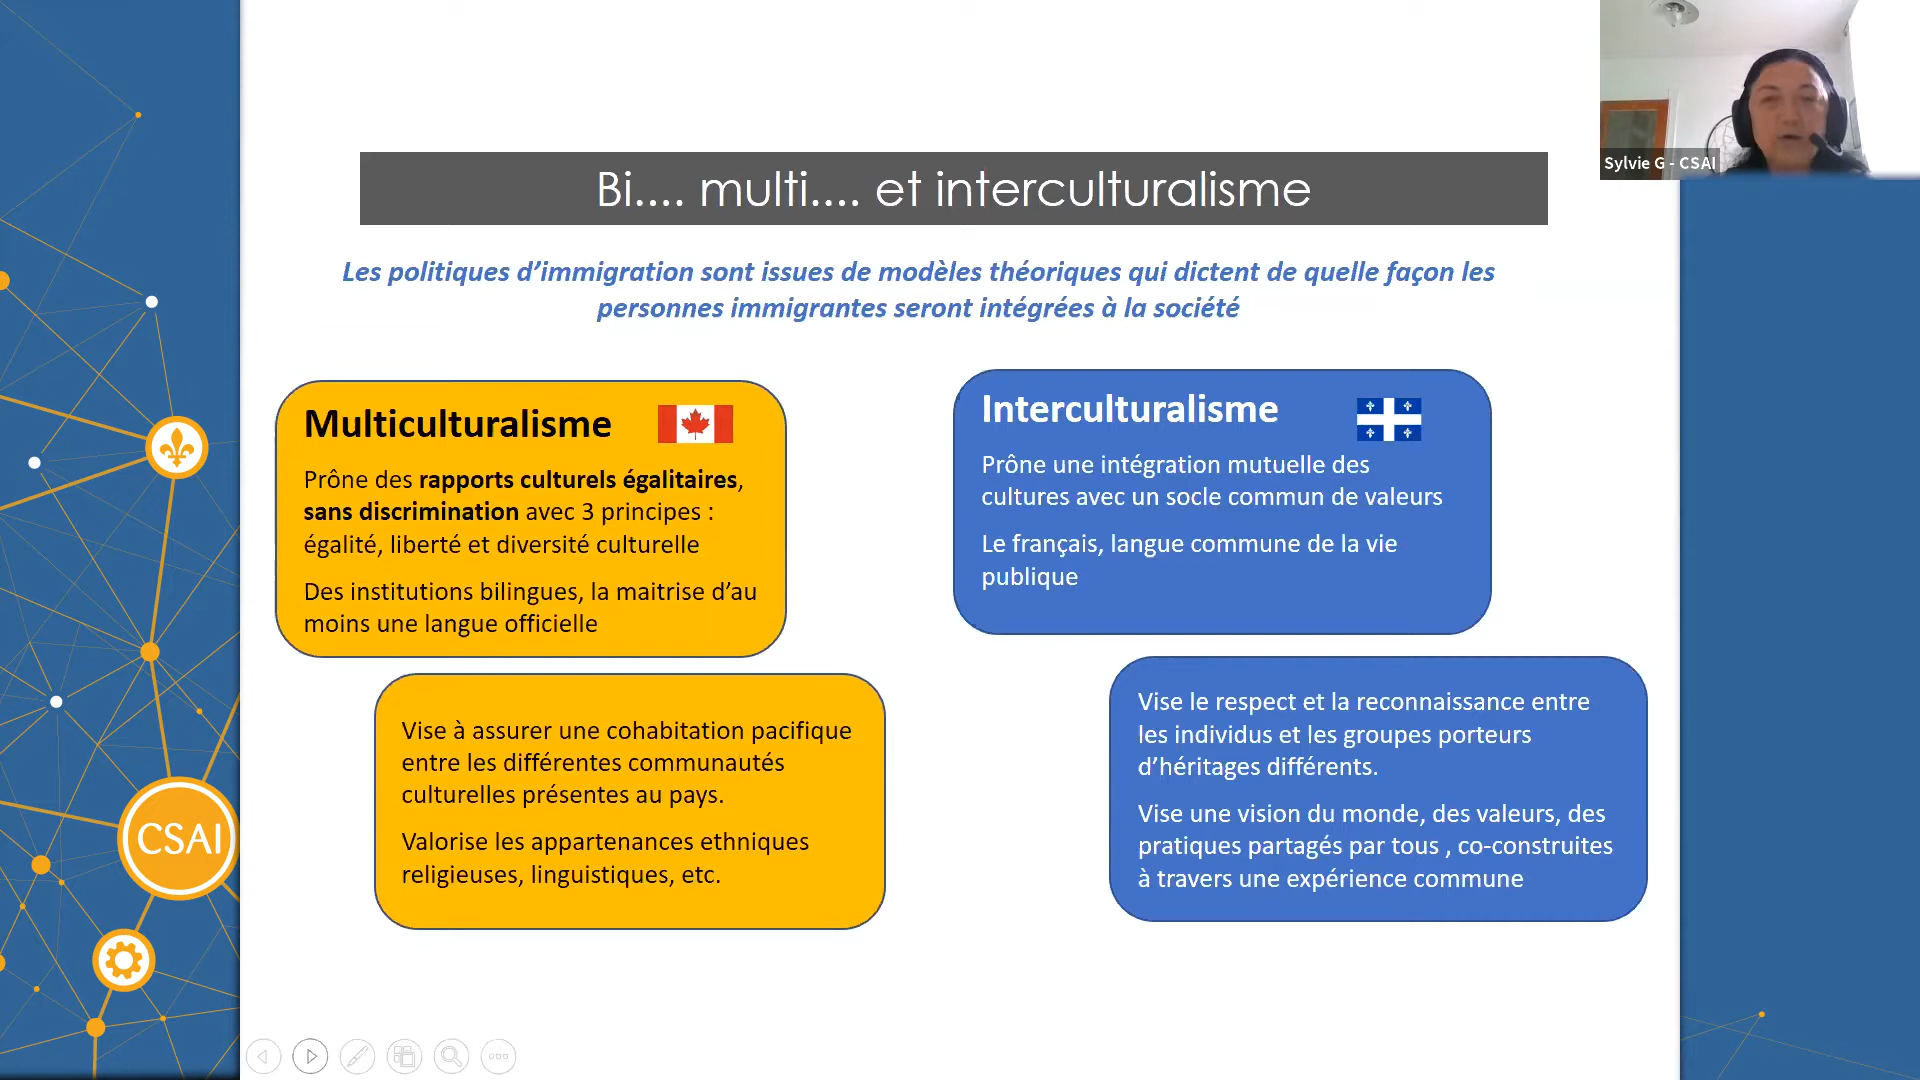 Sylvie G - CSAI
Bi.... multi.... et interculturalisme
Les politiques d’immigration sont issues de modèles théoriques qui dictent de quelle façon les
personnes immigrantes seront intégrées à la société
Multiculturalisme
Prône des rapports culturels égalitaires,
sans discrimination avec 3 principes :
égalité, liberté et diversité culturelle
Des institutions bilingues, la maitrise d’au
moins une langue officielle
Vise à assurer une cohabitation pacifique
entre les différentes communautés
culturelles présentes au pays.
Valorise les appartenances ethniques
religieuses, linguistiques, etc.
Interculturalisme
Prône une intégration mutuelle des
cultures avec un socle commun de valeurs
Le français, langue commune de la vie
publique
Vise le respect et la reconnaissance entre
les individus et les groupes porteurs
d’héritages différents.
Vise une vision du monde, des valeurs, des
pratiques partagés par tous , co-construites
à travers une expérience commune
CSAI